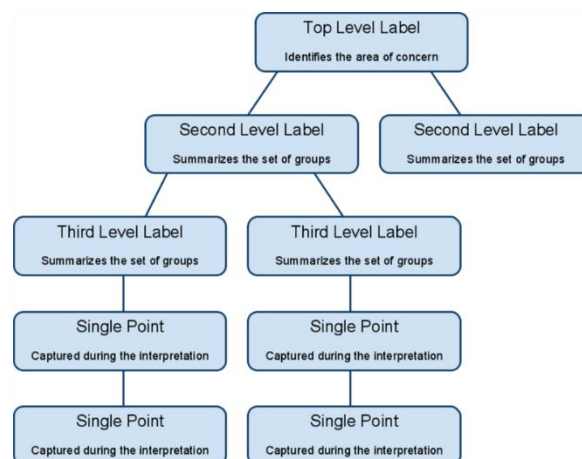 Top Level Label
Identifies the area of concern
Second Level Label
Summarizes the set of groups
Second Level Label
Summarizes the set of groups
Third Level Label
Summarizes the set of groups
Third Level Label
Summarizes the set of groups
Single Point
Captured during the interpretation
Single Point
Captured during the interpretation
Single Point
Captured during the interpretation
Single Point
Captured during the interpretation